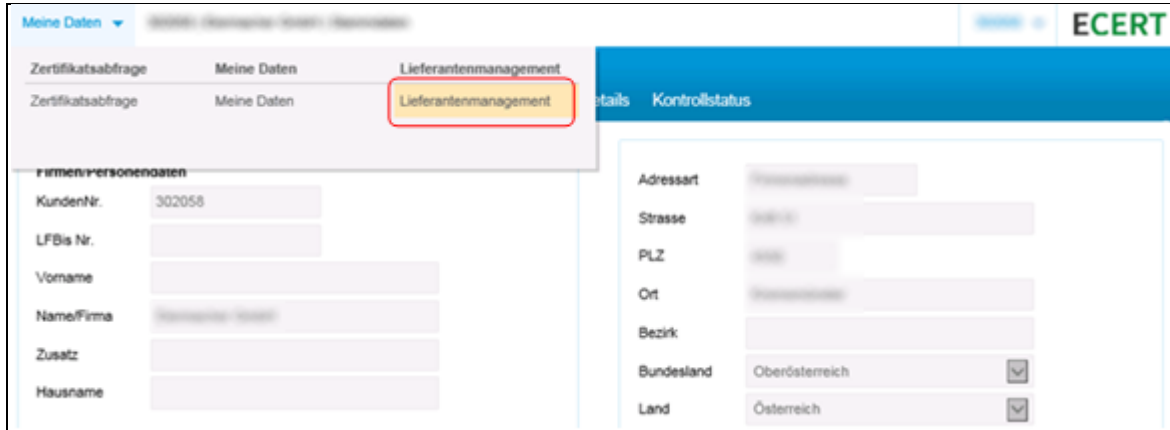 Meine Daten
ECERT
Zertifikatsabfrage Meine Daten Lieferantenmanagement
Zertifikatsabfrage Meine Daten Lieferantenmanagement
etails Kontrollstatus
Firmen/Personendaten
KundenNr. 302058
LFBis Nr.
Vorname
Name/Firma
Zusatz
Hausname
Adressart
Strasse
PLZ
Ort
Bezirk
Bundesland Oberösterreich
Land Österreich